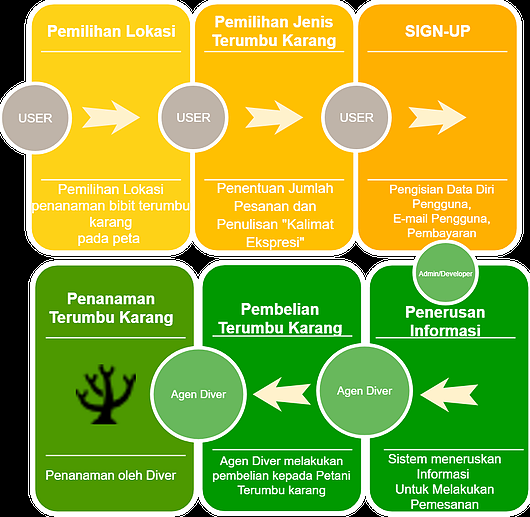 Pemilihan Lokasi
USER
Pemilihan Lokasi
penanaman bibit terumbu
karang
pada peta
Pemilihan Jenis
Terumbu Karang
USER
Penentuan Jumlah
Pesanan dan
Penulisan "Kalimat
Ekspresi"
SIGN-UP
USER
Pengisian Data Diri
Pengguna,
E-mail Pengguna,
Pembayaran
Admin/Developer
Penerusan
Informasi
Sistem meneruskan
Informasi
Untuk Melakukan
Pemesanan
Agen Diver
Pembelian
Terumbu Karang
Agen Diver melakukan
pembelian kepada Petani
Terumbu karang
Agen Diver
Penanaman
Terumbu Karang
Penanaman oleh Diver